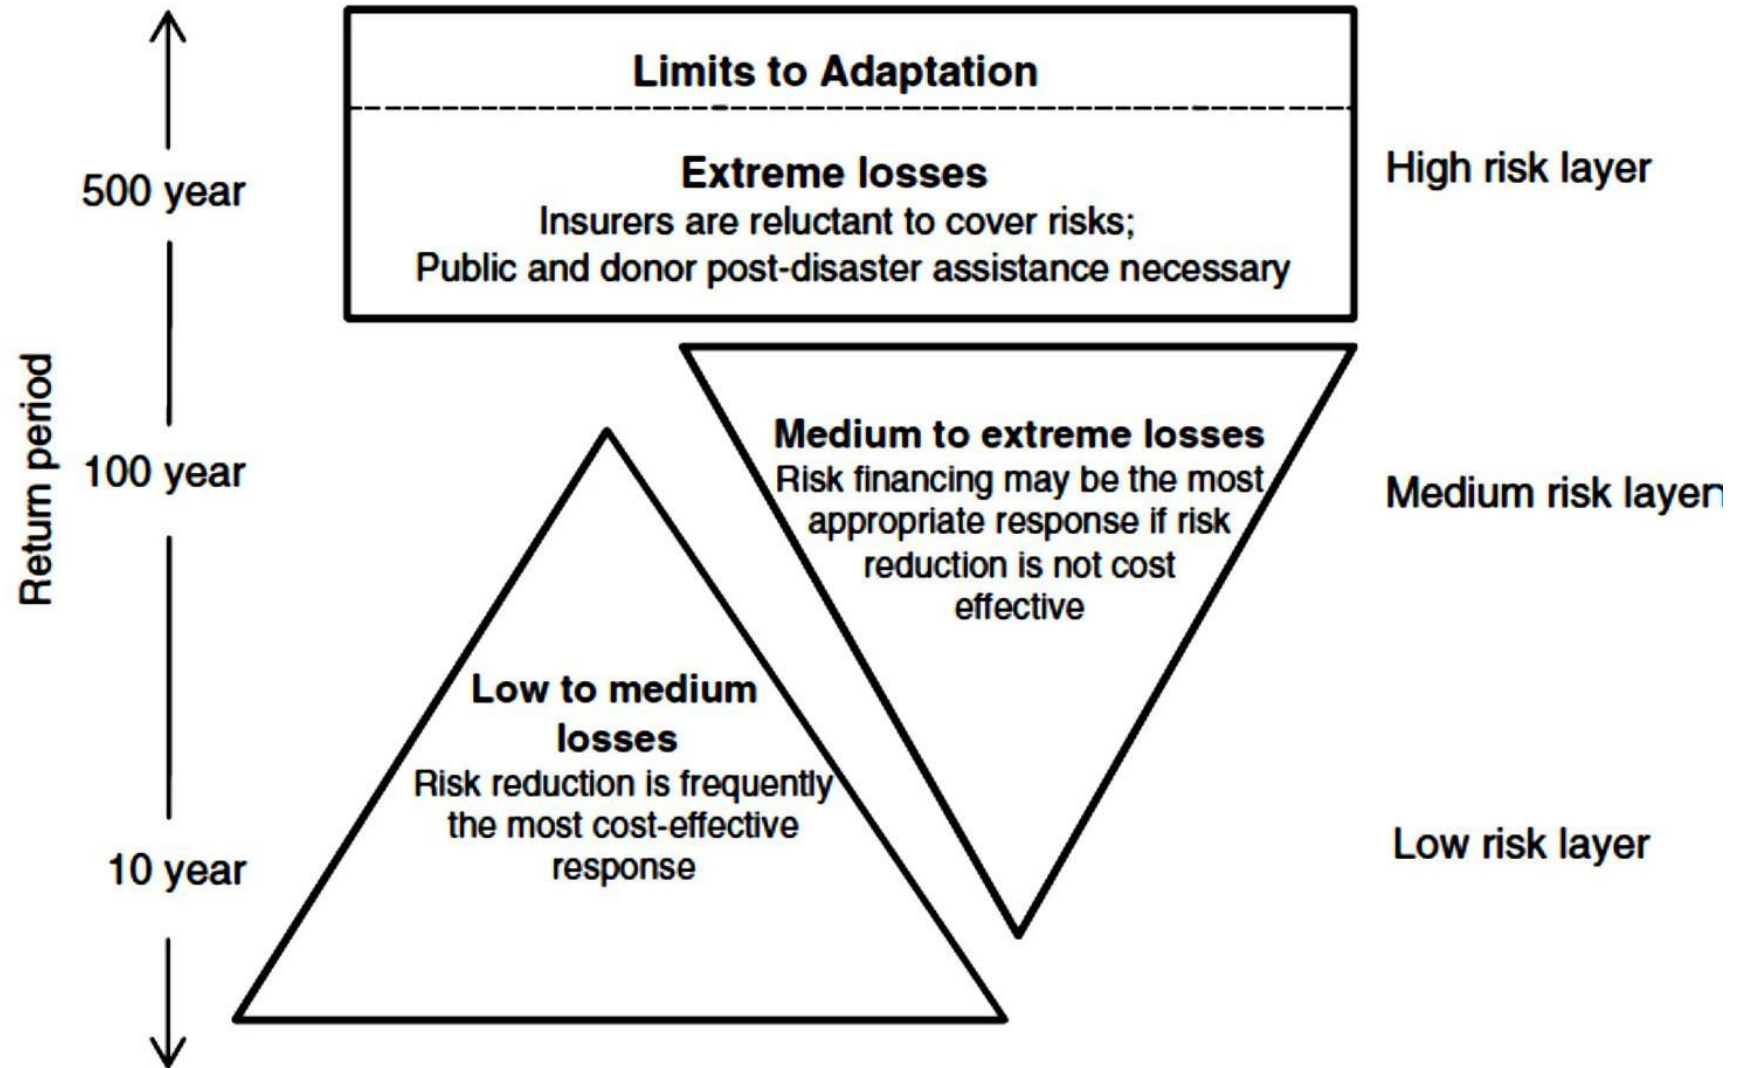 Limits to Adaptation
Extreme losses
Insurers are reluctant to cover risks;
Public and donor post-disaster assistance necessary
High risk layer
500 year
Return period
100 year
Medium to extreme losses
Risk financing may be the most
appropriate response if risk
reduction is not cost
effective
Medium risk layer
Low to medium
losses
Risk reduction is frequently
the most cost-effective
response
10 year
Low risk layer